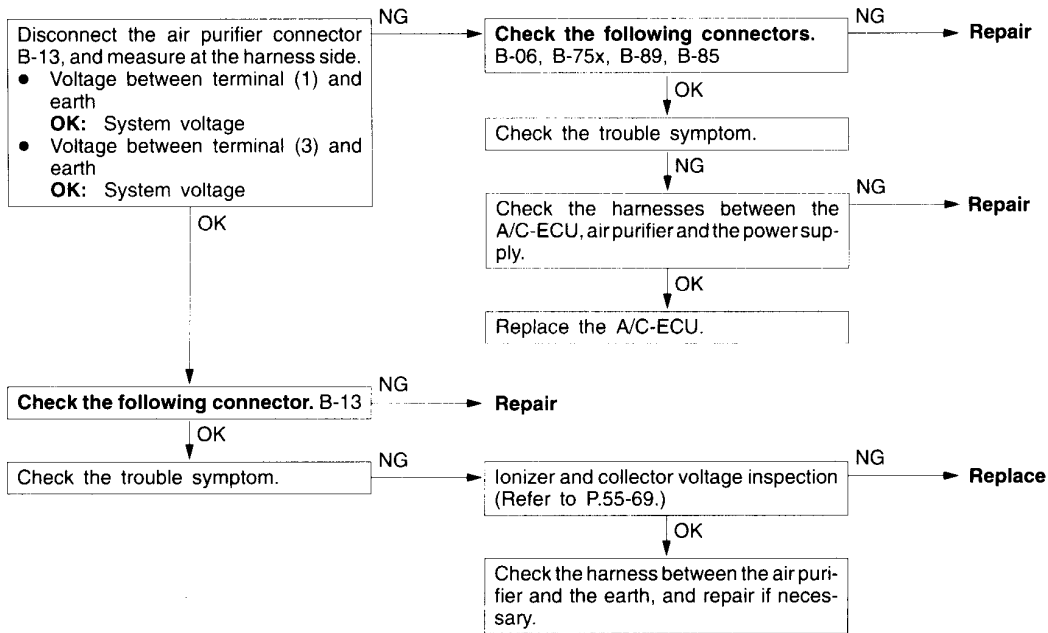 Disconnect the air purifier connector
B-13, and measure at the harness side.
● Voltage between terminal (1) and
earth
OK: System voltage
● Voltage between terminal (3) and
earth
OK: System voltage
NG
Check the following connectors.
B-06, B-75x, B-89, B-85
NG
Repair
OK
Check the trouble symptom.
NG
Check the harnesses between the
A/C-ECU, air purifier and the power sup-
ply.
NG
Repair
OK
Replace the A/C-ECU.
OK
Check the following connector. B-13
NG
Repair
OK
Check the trouble symptom.
NG
Ionizer and collector voltage inspection
(Refer to P.55-69.)
NG
Replace
OK
Check the harness between the air puri-
fier and the earth, and repair if neces-
sary.